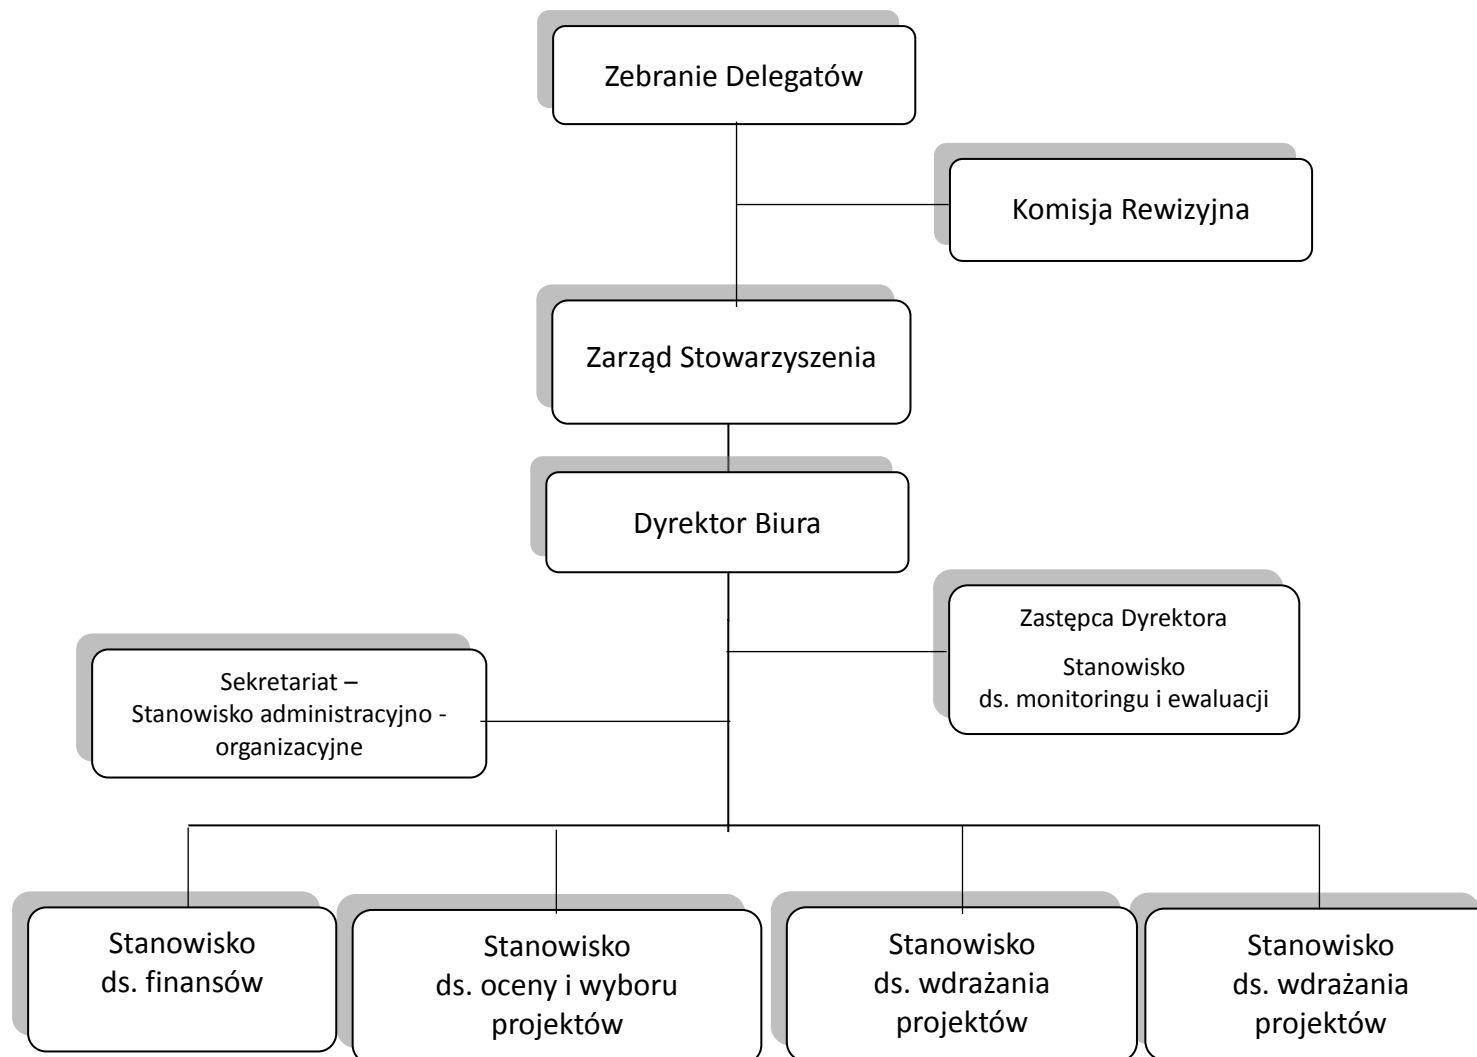 Zebranie Delegatów
Komisja Rewizyjna
Zarząd Stowarzyszenia
Dyrektor Biura
Zastępca Dyrektora
Stanowisko
ds. monitoringu i ewaluacji
Sekretariat –
Stanowisko administracyjno -
organizacyjne
Stanowisko
ds. finansów
Stanowisko
ds. oceny i wyboru
projektów
Stanowisko
ds. wdrażania
projektów
Stanowisko
ds. wdrażania
projektów